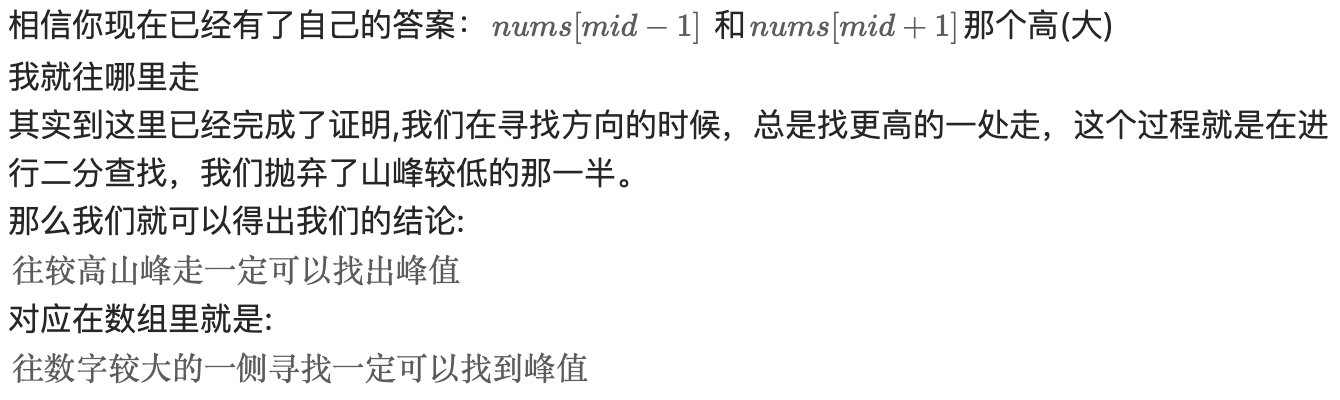 相信你现在已经有了自己的答案：nums[mid − 1] 和nums[mid + 1]那个高(大)
我就往哪里走
其实到这里已经完成了证明,我们在寻找方向的时候，总是找更高的一处走，这个过程就是在进
行二分查找，我们抛弃了山峰较低的那一半。
那么我们就可以得出我们的结论:
往较高山峰走一定可以找出峰值
对应在数组里就是:
往数字较大的一侧寻找一定可以找到峰值